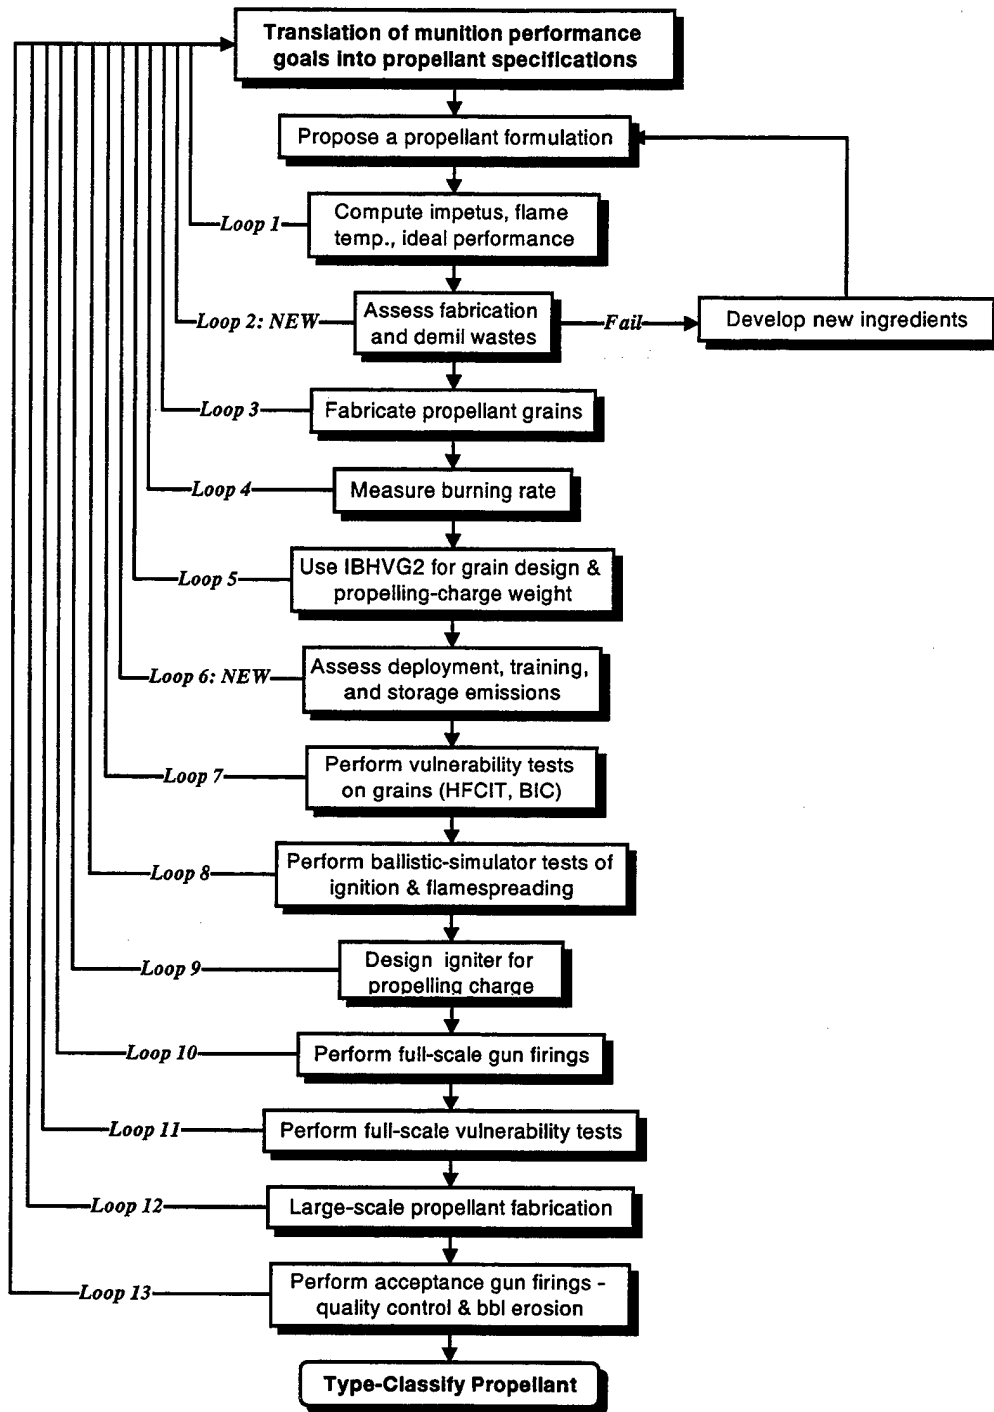 Translation of munition performance
goals into propellant specifications
Propose a propellant formulation
Loop 1
Compute impetus, flame
temp., ideal performance
Loop 2: NEW
Assess fabrication
and demil wastes
Fail
Develop new ingredients
Loop 3
Fabricate propellant grains
Loop 4
Measure burning rate
Loop 5
Use IBHVG2 for grain design &
propelling-charge weight
Loop 6: NEW
Assess deployment, training,
and storage emissions
Loop 7
Perform vulnerability tests
on grains (HFCIT, BIC)
Loop 8
Perform ballistic-simulator tests of
ignition & flamespreading
Loop 9
Design igniter for
propelling charge
Loop 10
Perform full-scale gun firings
Loop 11
Perform full-scale vulnerability tests
Loop 12
Large-scale propellant fabrication
Loop 13
Perform acceptance gun firings -
quality control & bbl erosion
Type-Classify Propellant